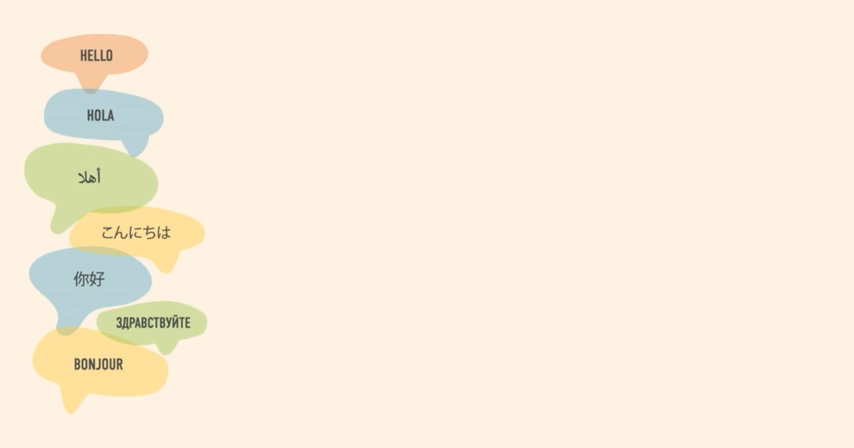 HELLO
HOLA
أهلا
こんにちは
你好
ЗДРАВСТВУЙТЕ
BONJOUR